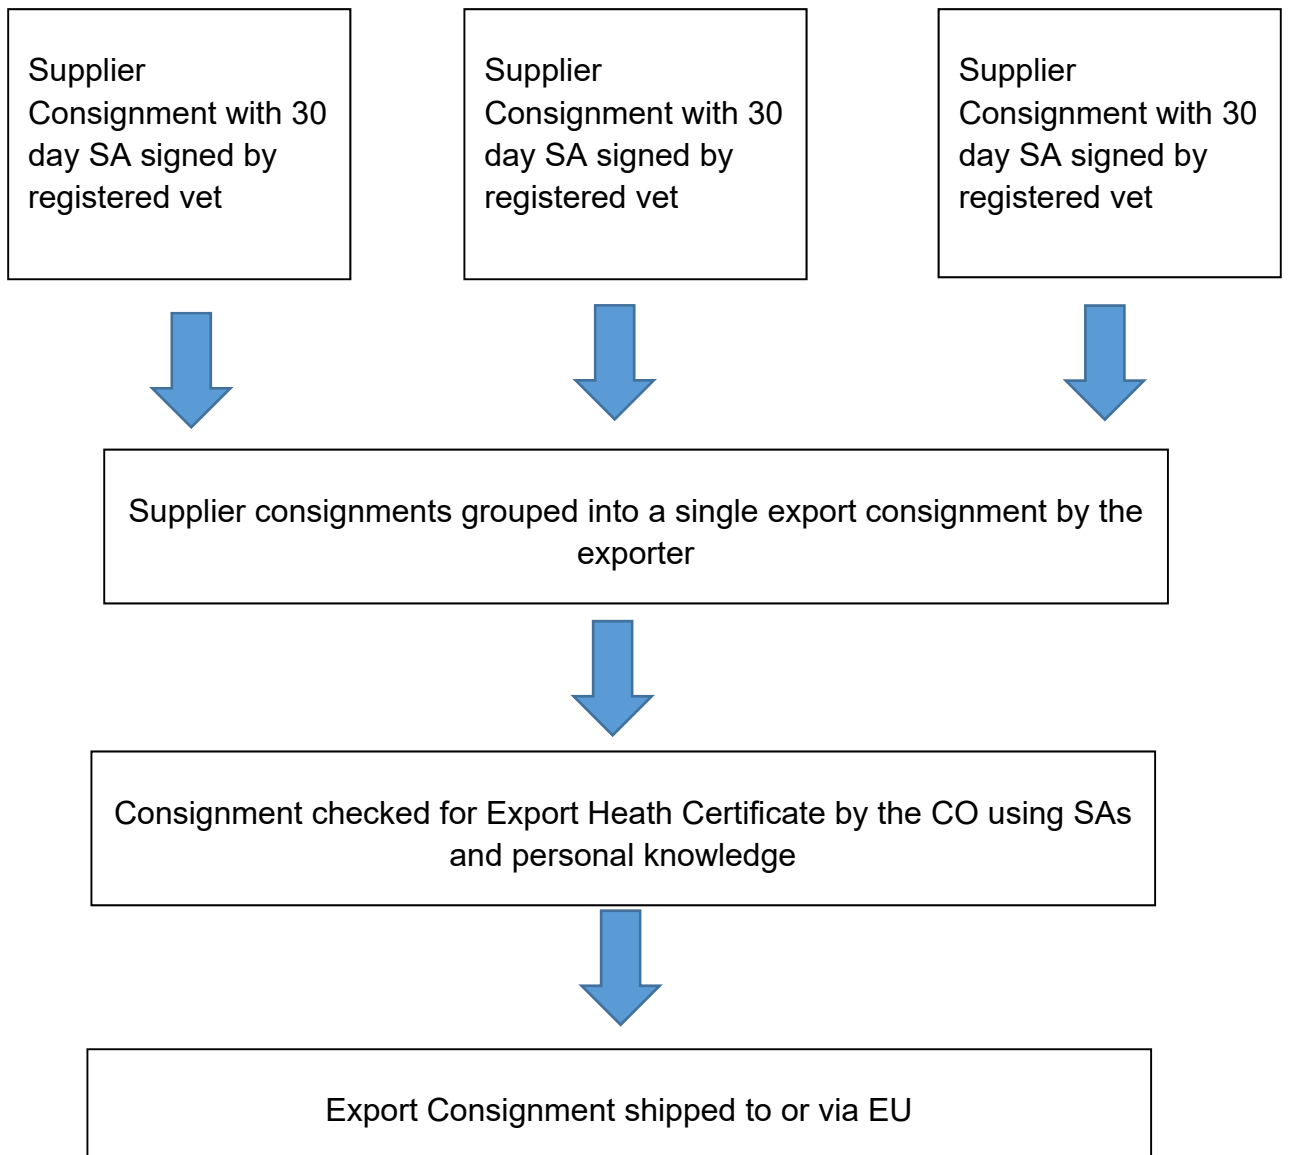 Supplier
Consignment with 30
day SA signed by
registered vet
Supplier
Consignment with 30
day SA signed by
registered vet
Supplier
Consignment with 30
day SA signed by
registered vet
Supplier consignments grouped into a single export consignment by the
exporter
Consignment checked for Export Heath Certificate by the CO using SAs
and personal knowledge
Export Consignment shipped to or via EU